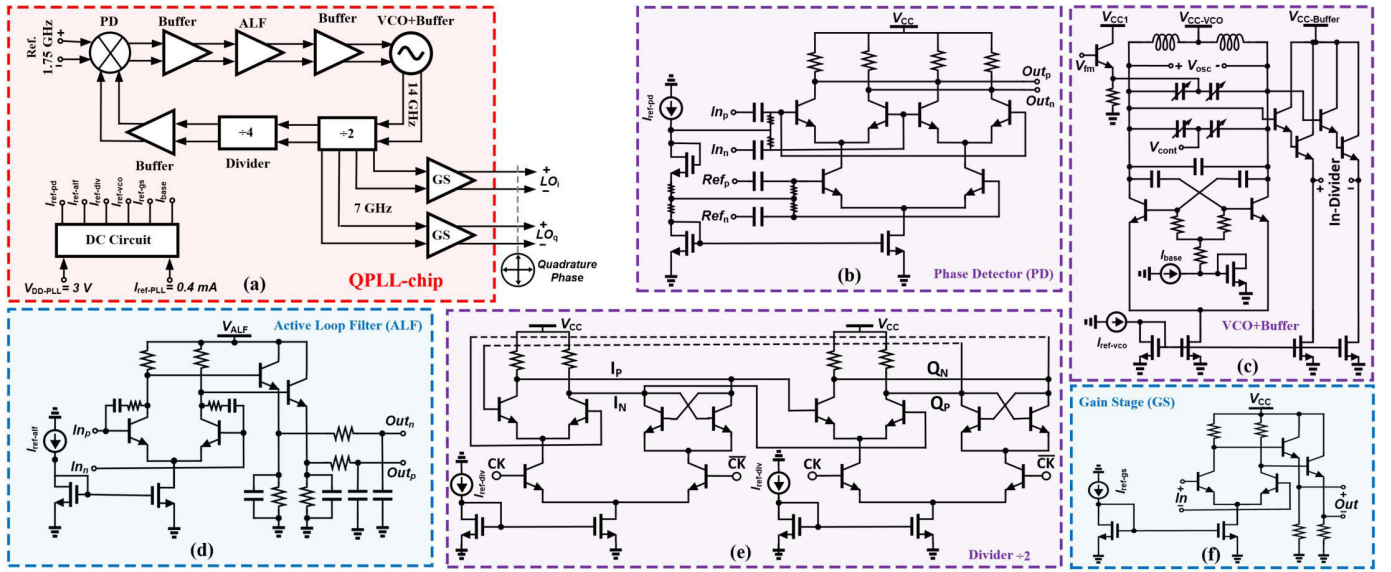 PD
Buffer
ALF
Buffer
VCO+Buffer
Ref.
1.75 GHz
+
-
14 GHz
÷4
÷2
Buffer
Divider
GS
+
LOi
−
7 GHz
GS
+
LOq
−
Iref-pd
Iref-alf
Iref-div
Iref-vco
Iref-gs
Ibase
DC Circuit
VDD-PLL= 3 V
Iref-PLL= 0.4 mA
(a)
QPLL-chip
Quadrature
Phase
VCC
Outp
Outn
Iref-pd
Inp
Inn
Refp
Refn
(b)
Phase Detector (PD)
VCC1
VCC-VCO
VCC-Buffer
Vfm
+ Vosc -
Vcont
+
-
In-Divider
Ibase
VCO+Buffer
Iref-vco
(c)
VALF
Active Loop Filter (ALF)
Iref-alf
Inp
Inn
Outn
Outp
(d)
VCC
VCC
IP
QN
IN
QP
CK
CK
CK
CK
Iref-div
Iref-div
(e)
Divider ÷2
Gain Stage (GS)
VCC
Iref-gs
+
In
-
+
Out
-
(f)